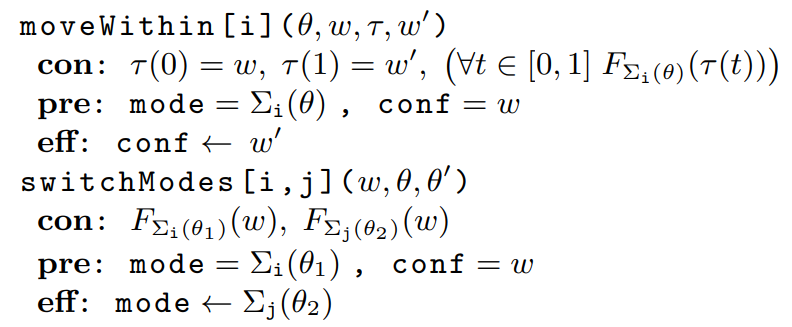 moveWithin[i](θ, w, τ, w′)
con: τ(0) = w, τ(1) = w′, (∀t ∈ [0, 1] F_{Σ_i(θ)}(τ(t)))
pre: mode = Σ_i(θ) , conf = w
eff: conf ← w′
switchModes[i,j](w, θ, θ′)
con: F_{Σ_i(θ_1)}(w), F_{Σ_j(θ_2)}(w)
pre: mode = Σ_i(θ_1) , conf = w
eff: mode ← Σ_j(θ_2)